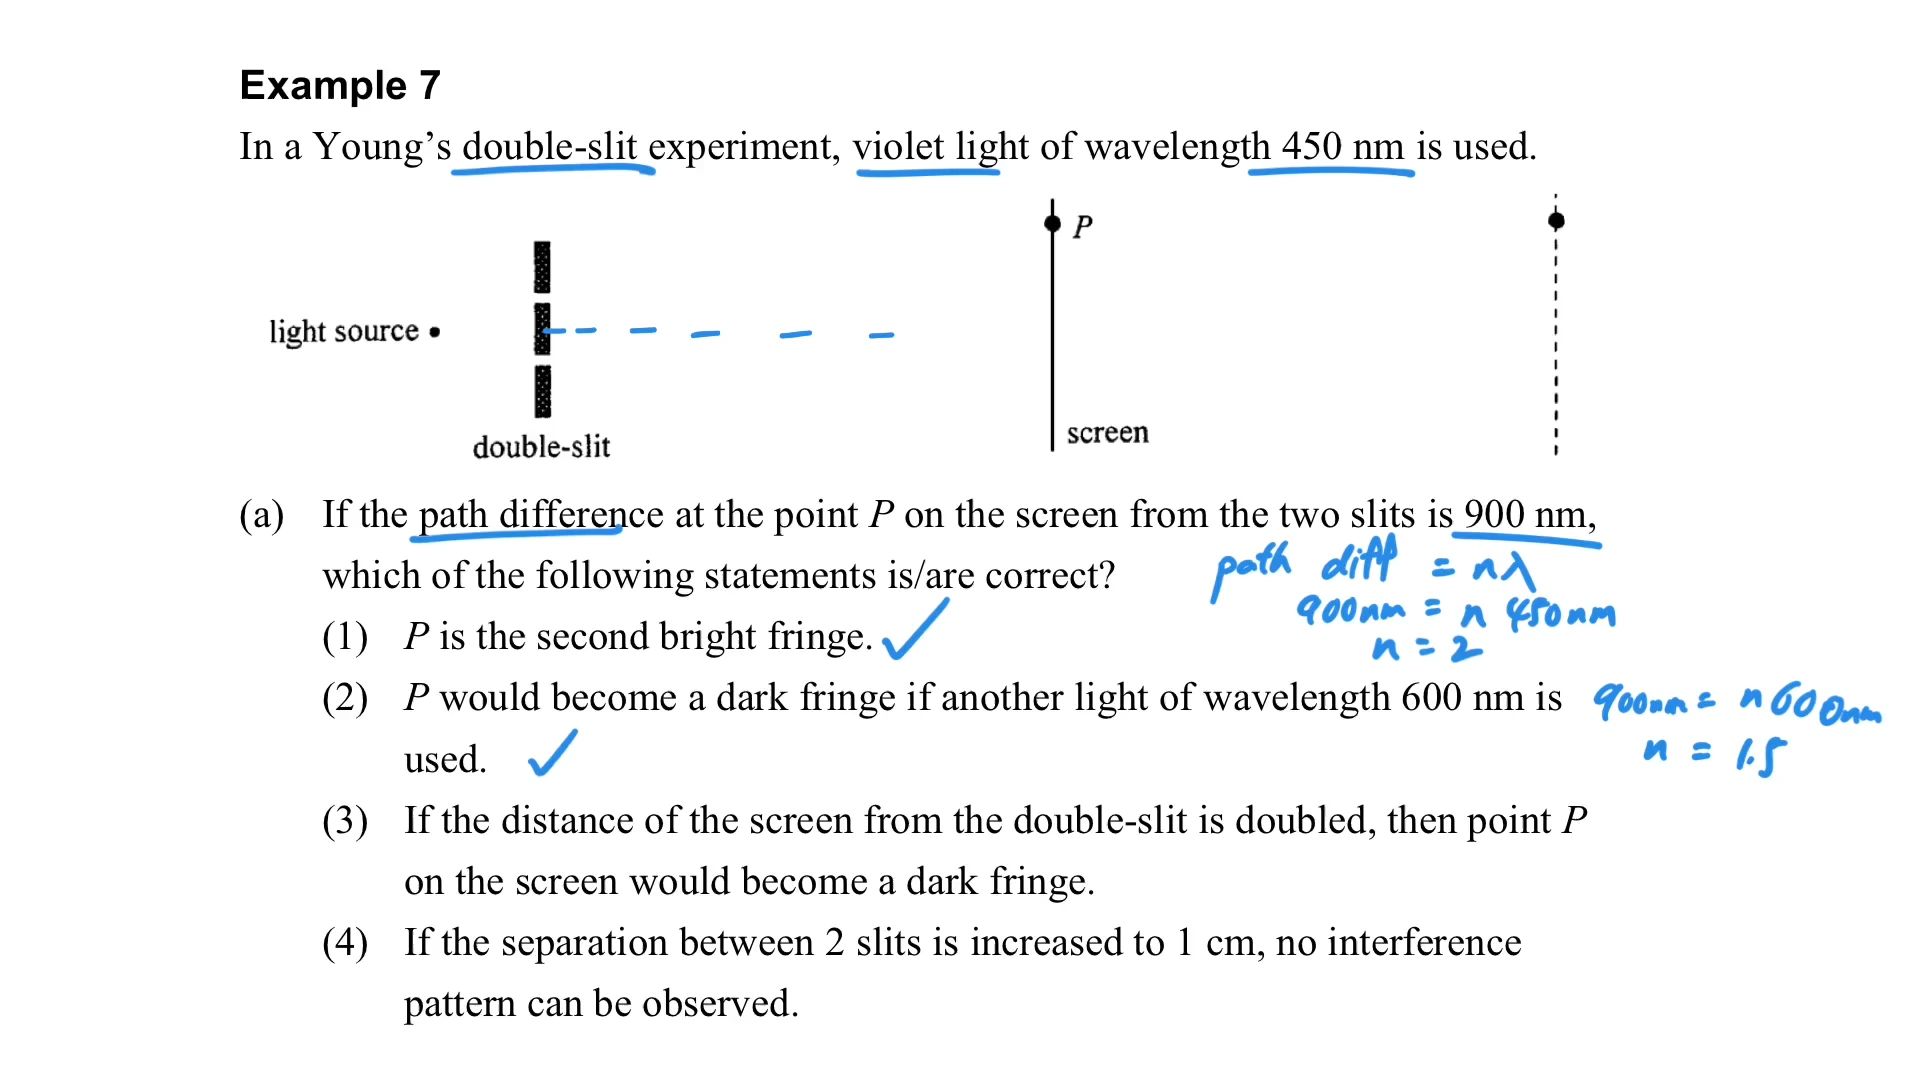 Example 7
In a Young’s double-slit experiment, violet light of wavelength 450 nm is used.
P
light source
screen
double-slit
(a) If the path difference at the point P on the screen from the two slits is 900 nm,
which of the following statements is/are correct?
path diff = nλ
900nm = n 450nm
(1) P is the second bright fringe. ✓
n = 2
(2) P would become a dark fringe if another light of wavelength 600 nm is
900nm = n 600nm
used. ✓
n = 1.5
(3) If the distance of the screen from the double-slit is doubled, then point P
on the screen would become a dark fringe.
(4) If the separation between 2 slits is increased to 1 cm, no interference
pattern can be observed.